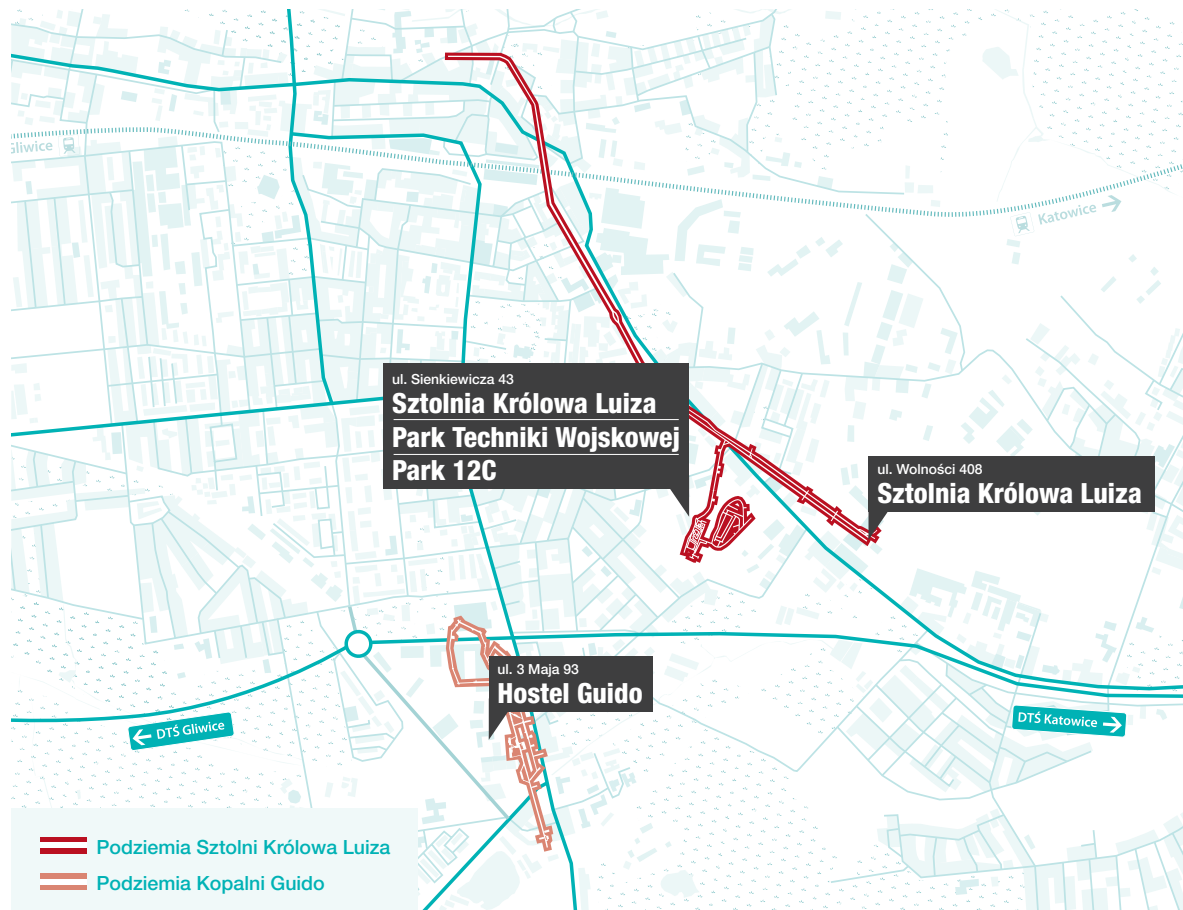 Gliwice
Katowice
ul. Sienkiewicza 43
Sztolnia Królowa Luiza
Park Techniki Wojskowej
Park 12C
ul. Wolności 408
Sztolnia Królowa Luiza
ul. 3 Maja 93
Hostel Guido
DTŚ Gliwice
DTŚ Katowice
Podziemia Sztolni Królowa Luiza
Podziemia Kopalni Guido